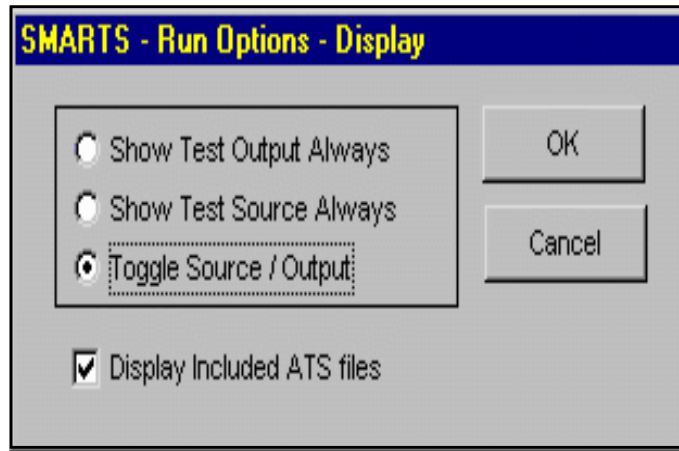 SMARTS - Run Options - Display
Show Test Output Always
Show Test Source Always
Toggle Source / Output
Display Included ATS files
OK
Cancel